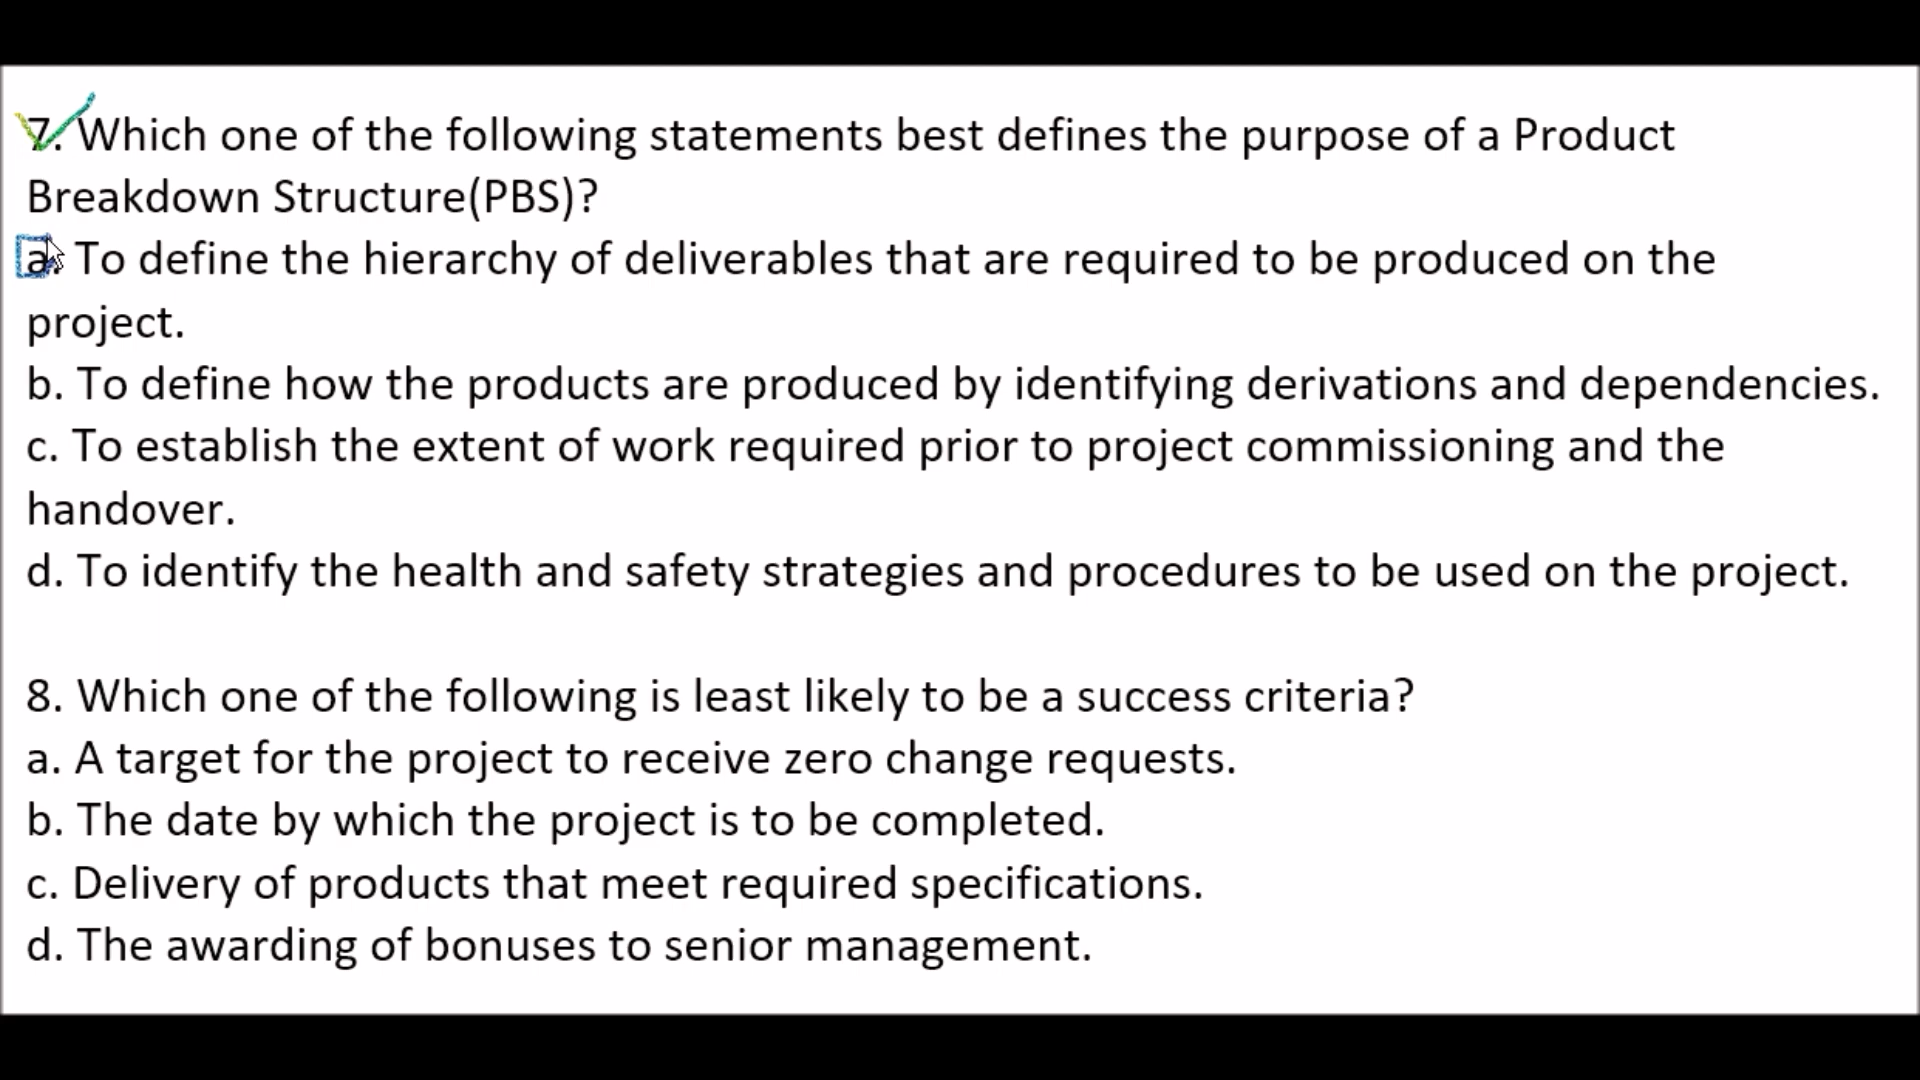 7. Which one of the following statements best defines the purpose of a Product
Breakdown Structure(PBS)?
a. To define the hierarchy of deliverables that are required to be produced on the
project.
b. To define how the products are produced by identifying derivations and dependencies.
c. To establish the extent of work required prior to project commissioning and the
handover.
d. To identify the health and safety strategies and procedures to be used on the project.
8. Which one of the following is least likely to be a success criteria?
a. A target for the project to receive zero change requests.
b. The date by which the project is to be completed.
c. Delivery of products that meet required specifications.
d. The awarding of bonuses to senior management.